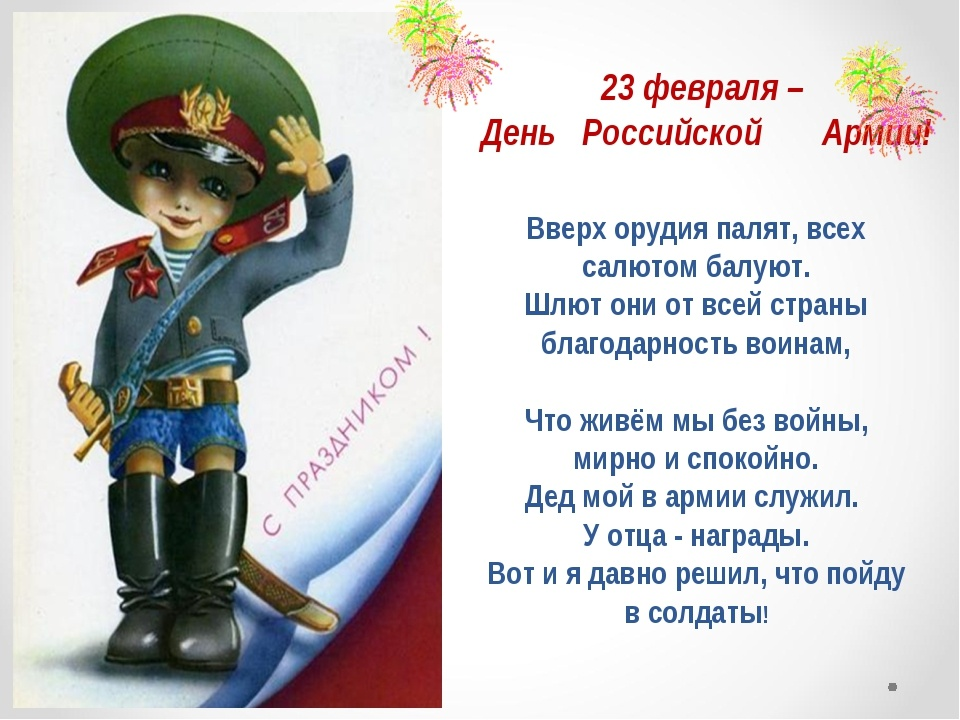 23 февраля –
День Российской Армии!
Вверх орудия палят, всех
салютом балуют.
Шлют они от всей страны
благодарность воинам,
Что живём мы без войны,
мирно и спокойно.
Дед мой в армии служил.
У отца - награды.
Вот и я давно решил, что пойду
в солдаты!
СА
С ПРАЗДНИКОМ !